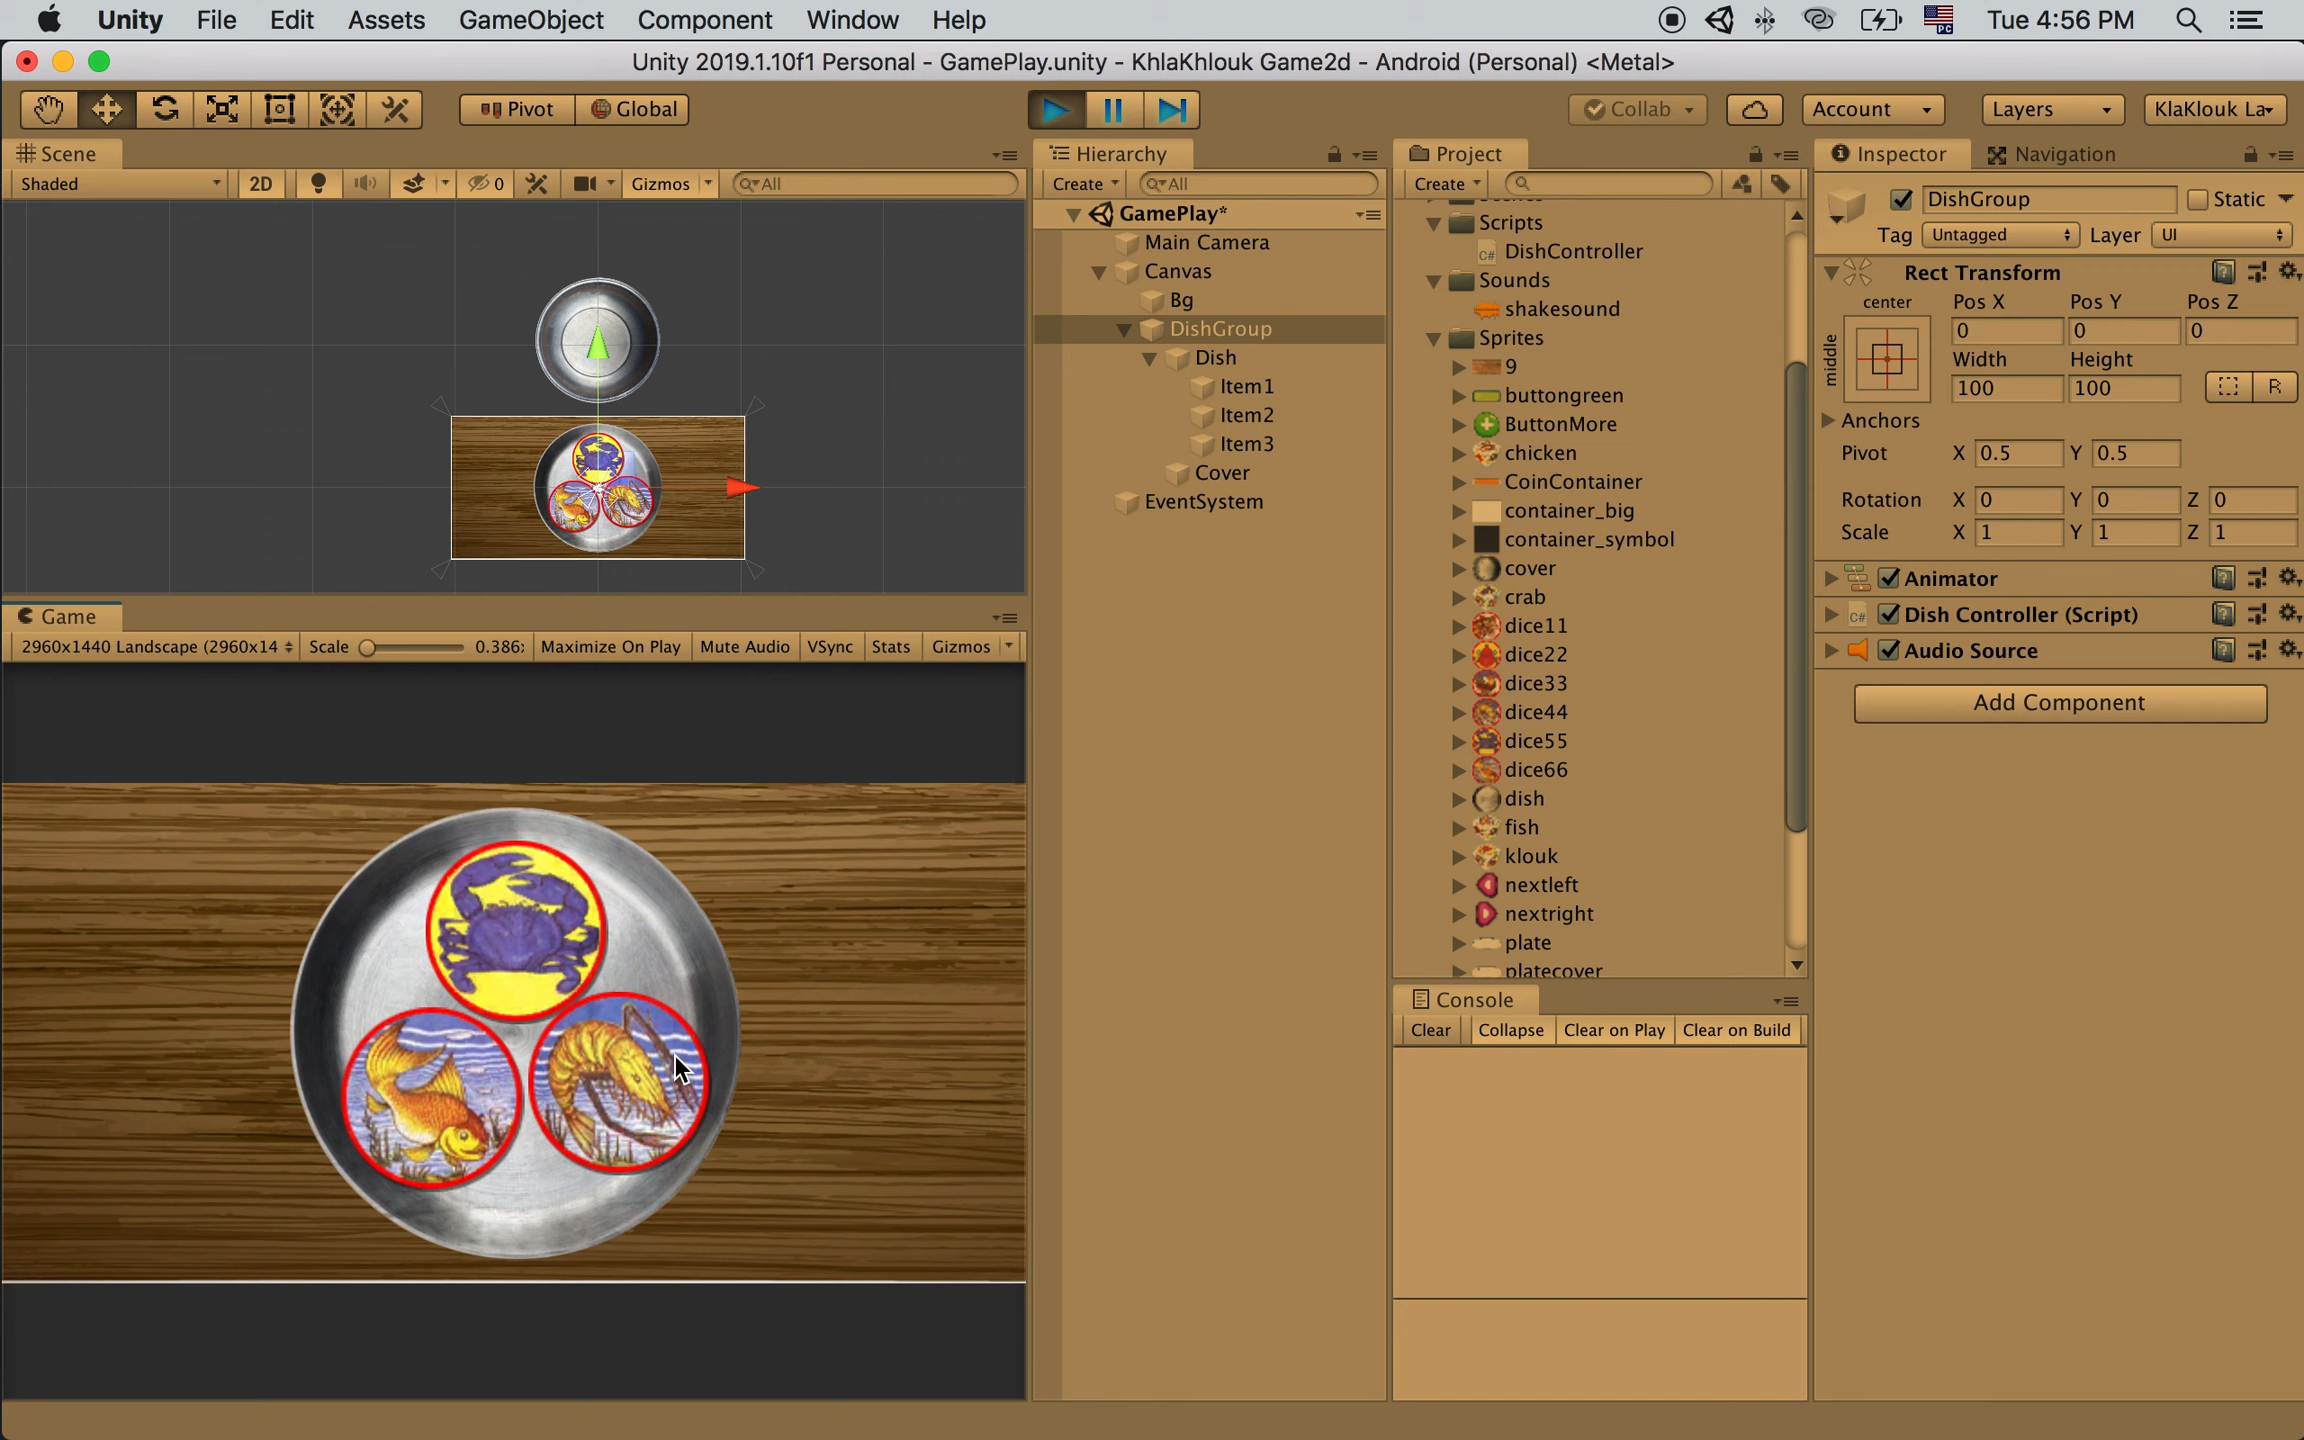 Unity File Edit Assets GameObject Component Window Help Tue 4:56 PM
Unity 2019.1.10f1 Personal - GamePlay.unity - KhlaKhlouk Game2d - Android (Personal) <Metal>
Pivot Global Collab Account Layers KlaKlouk La
Scene
Shaded 2D 0 Gizmos All
Hierarchy
Create All
GamePlay*
Main Camera
Canvas
Bg
DishGroup
Dish
Item1
Item2
Item3
Cover
EventSystem
Game
2960x1440 Landscape (2960x14 Scale 0.386 Maximize On Play Mute Audio VSync Stats Gizmos
Project
Create
Scripts
C# DishController
Sounds
shakesound
Sprites
9
buttongreen
ButtonMore
chicken
CoinContainer
container_big
container_symbol
cover
crab
dice11
dice22
dice33
dice44
dice55
dice66
dish
fish
klouk
nextleft
nextright
plate
platecover
Console
Clear Collapse Clear on Play Clear on Build
Inspector Navigation
DishGroup Static
Tag Untagged Layer UI
Rect Transform
center Pos X Pos Y Pos Z
middle 0 0 0
Width Height
100 100 R
Anchors
Pivot X 0.5 Y 0.5
Rotation X 0 Y 0 Z 0
Scale X 1 Y 1 Z 1
Animator
C# Dish Controller (Script)
Audio Source
Add Component